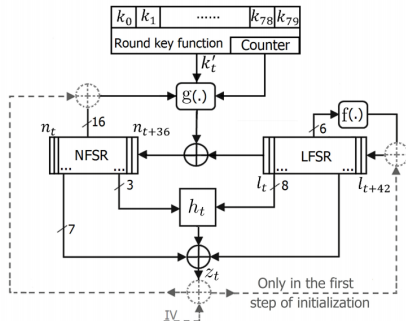 k₀ k₁ ...... k₇₈ k₇₉
Round key function Counter
k′ₜ
g(.)
f(.)
16
6
nₜ nₜ₊₃₆
NFSR
LFSR
... ...
... ...
3
lₜ 8 lₜ₊₄₂
hₜ
7
zₜ
Only in the first
step of initialization
IV